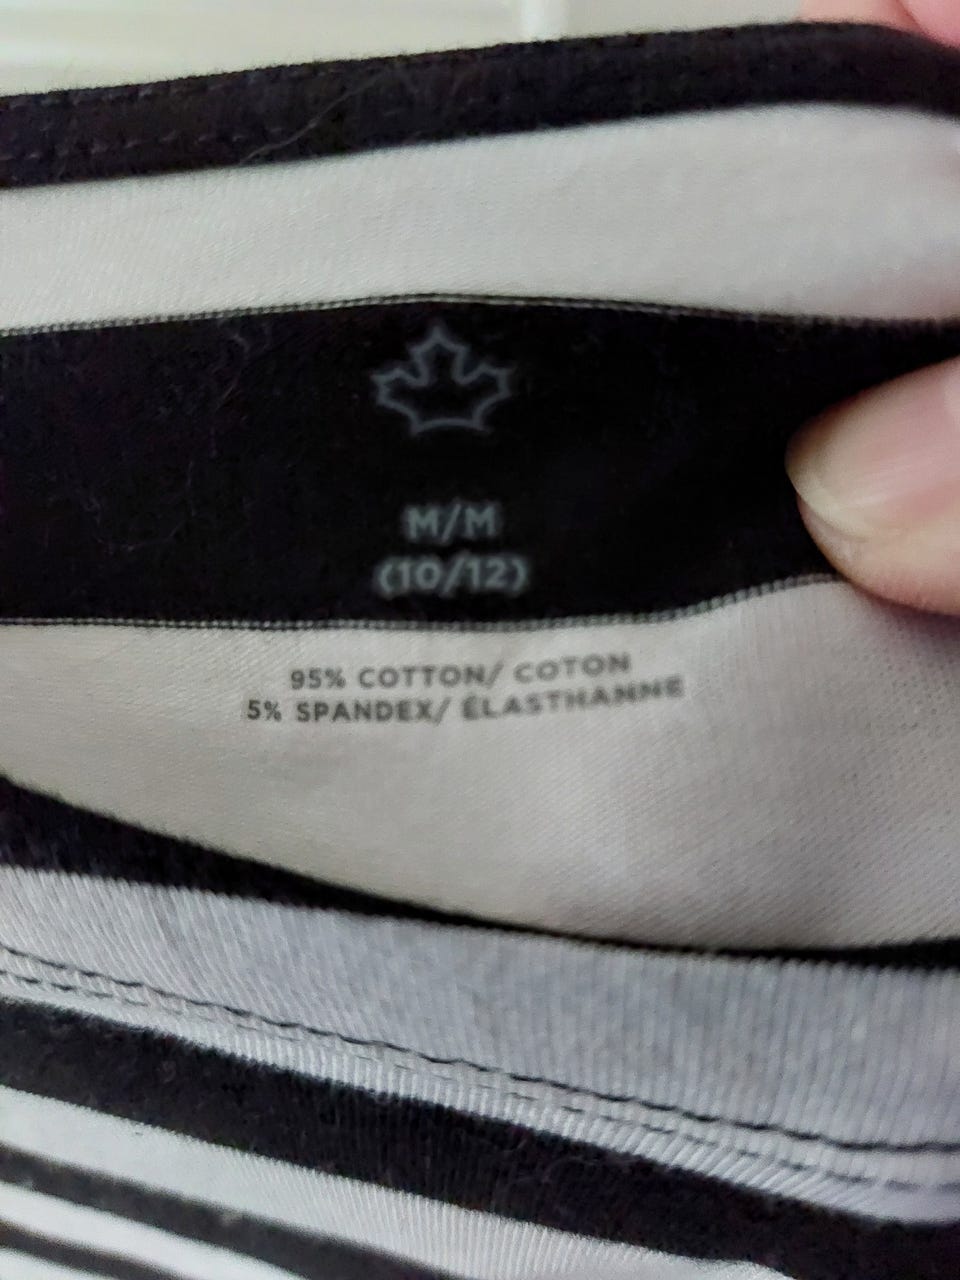 M/M
(10/12)
95% COTTON/ COTON
5% SPANDEX/ ÉLASTHANNE